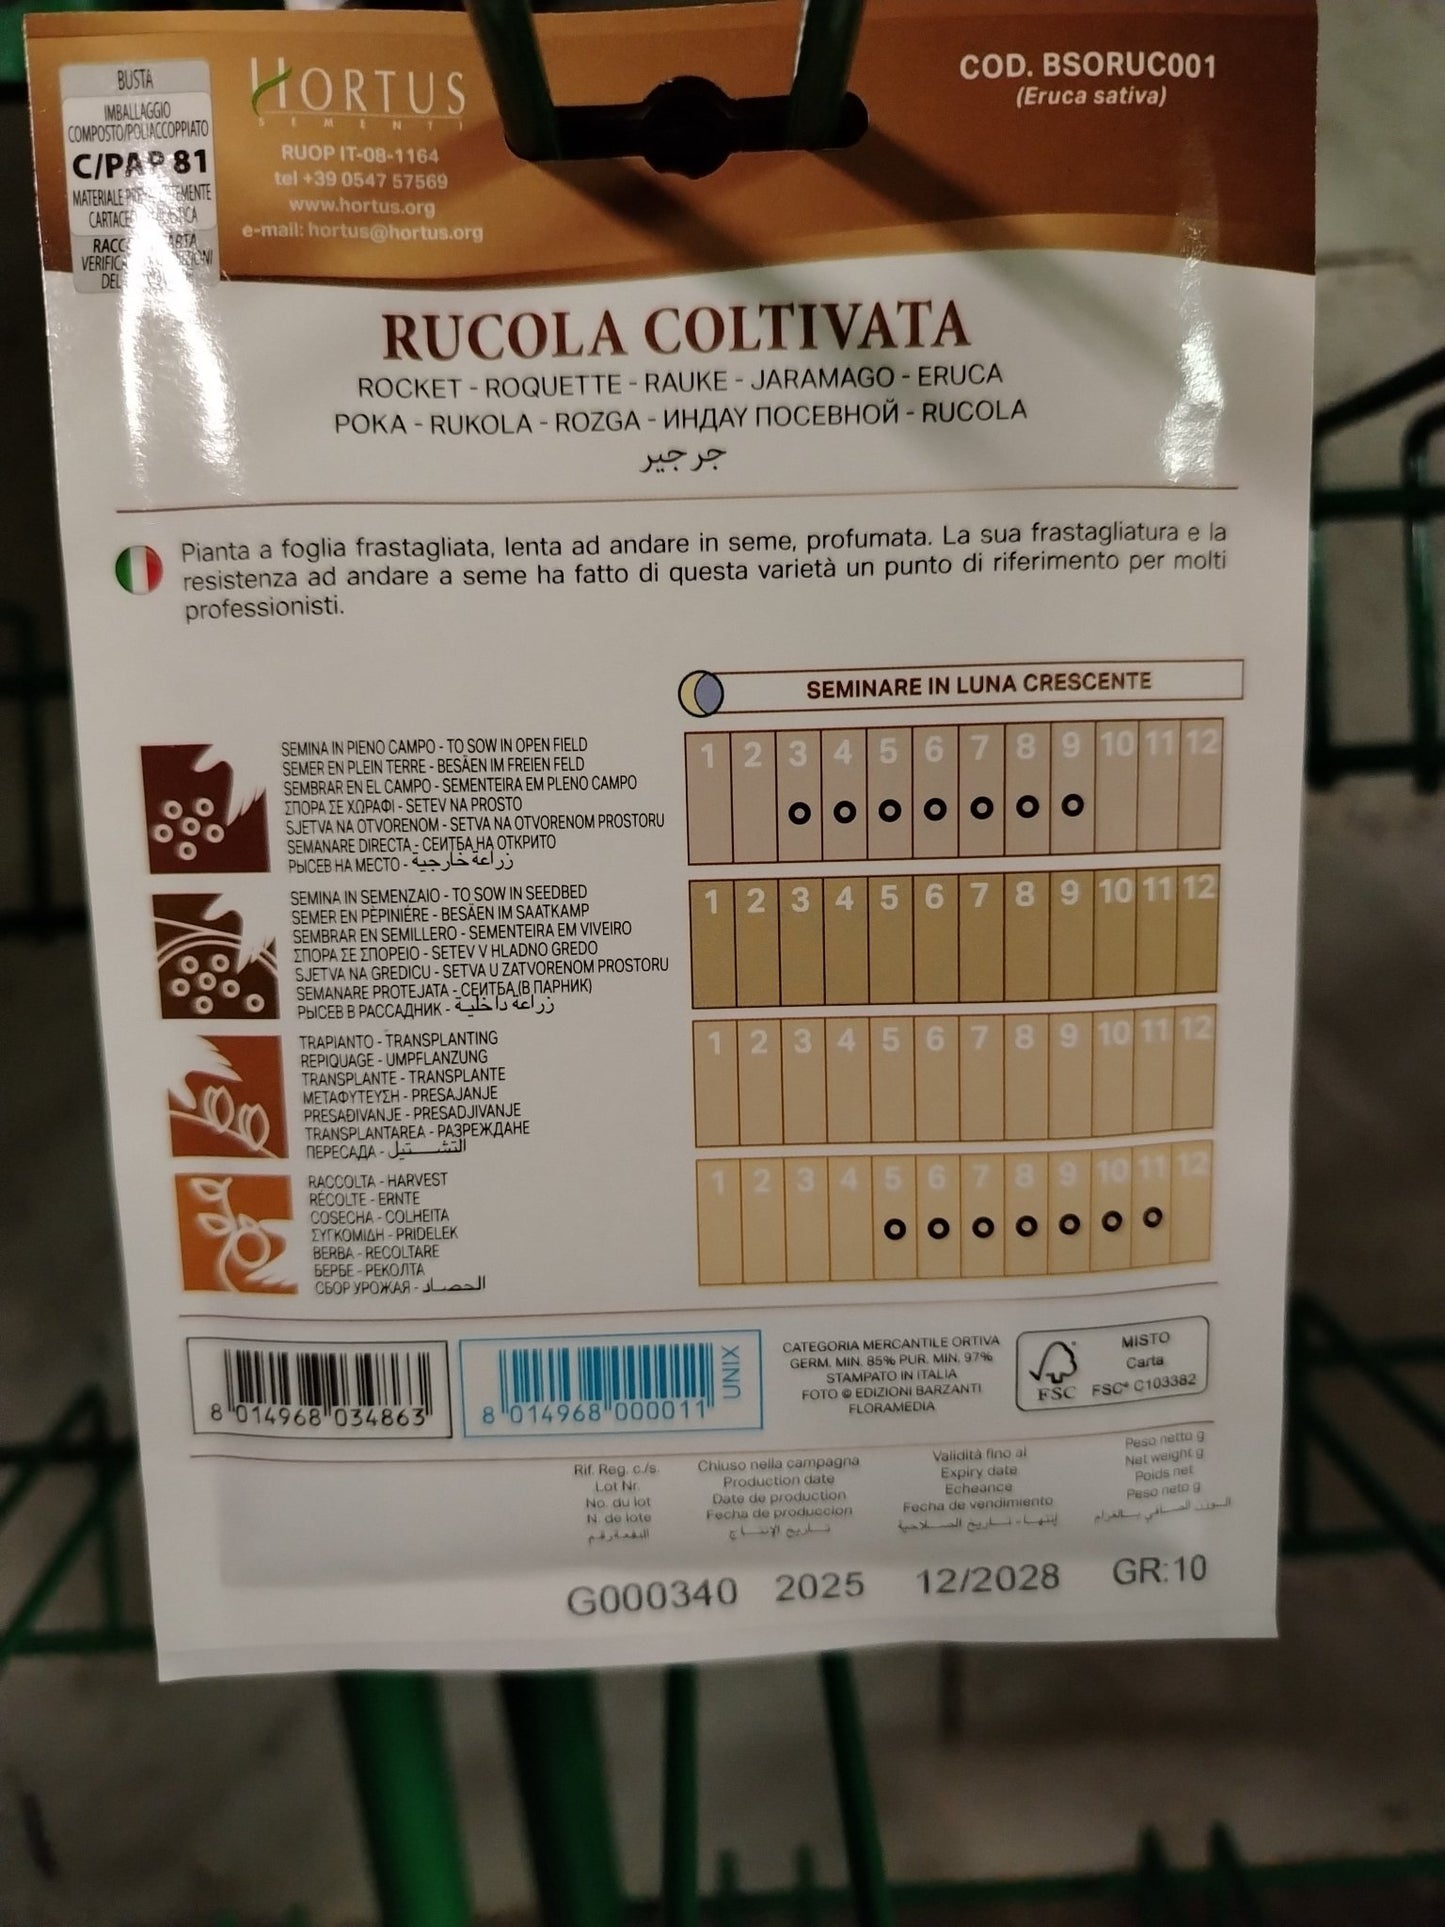 BUSTA
IMBALLAGGIO
COMPOSTO/POLIACCOPPIATO
C/PAP 81
HORTUS
SEMENTI
RUOP IT-08-1164
tel +39 0547 57569
www.hortus.org
e-mail: hortus@hortus.org
COD. BSORUC001
(Eruca sativa)
RUCOLA COLTIVATA
ROCKET - ROQUETTE - RAUKE - JARAMAGO - ERUCA
РОКА - RUKOLA - ROZGA - ИНДАУ ПОСЕВНОЙ - RUCOLA
جرجير
Pianta a foglia frastagliata, lenta ad andare in seme, profumata. La sua frastagliatura e la
resistenza ad andare a seme ha fatto di questa varietà un punto di riferimento per molti
professionisti.
SEMINARE IN LUNA CRESCENTE
SEMINA IN PIENO CAMPO - TO SOW IN OPEN FIELD
SEMER EN PLEIN TERRE - BESÄEN IM FREIEN FELD
SEMBRAR EN EL CAMPO - SEMENTEIRA EM PLENO CAMPO
ΣΠΟΡΑ ΣΕ ΧΩΡΑΦΙ - SETEV NA PROSTO
SJETVA NA OTVORENOM - SETVA NA OTVORENOM PROSTORU
SEMANARE DIRECTA - СЕИТБА НА ОТКРИТО
РЫСЕВ НА МЕСТО - زراعة خارجية
1 2 3 4 5 6 7 8 9 10 11 12
SEMINA IN SEMENZAIO - TO SOW IN SEEDBED
SEMER EN PÈPINIÉRE - BESÄEN IM SAATKAMP
SEMBRAR EN SEMILLERO - SEMENTEIRA EM VIVEIRO
ΣΠΟΡΑ ΣΕ ΣΠΟΡΕΙΟ - SETEV V HLADNO GREDO
SJETVA NA GREDICU - SETVA U ZATVORENOM PROSTORU
SEMANARE PROTEJATA - СЕИТБА (В ПАРНИК)
РЫСЕВ В РАССАДНИК - زراعة داخلية
1 2 3 4 5 6 7 8 9 10 11 12
TRAPIANTO - TRANSPLANTING
REPIQUAGE - UMPFLANZUNG
TRANSPLANTE - TRANSPLANTE
ΜΕΤΑΦΥΤΕΥΣΗ - PRESAJANJE
PRESAĐIVANJE - PRESADJIVANJE
TRANSPLANTAREA - РАЗРЕЖДАНЕ
ПЕРЕСАДА - التشتيل
1 2 3 4 5 6 7 8 9 10 11 12
RACCOLTA - HARVEST
RÉCOLTE - ERNTE
COSECHA - COLHEITA
ΣΥΓΚΟΜΙΔΗ - PRIDELEK
BERBA - RECOLTARE
БЕРБЕ - РЕКОЛТА
СБОР УРОЖАЯ - الحصاد
1 2 3 4 5 6 7 8 9 10 11 12
8 014968 034863
8 014968 000011
UNIX
CATEGORIA MERCANTILE ORTIVA
GERM. MIN. 85% PUR. MIN. 97%
STAMPATO IN ITALIA
FOTO © EDIZIONI BARZANTI
FLORAMEDIA
FSC
MISTO
Carta
FSC® C103382
Rif. Reg. c./s.
Lot Nr.
No. du lot
N. de lote
Chiuso nella campagna
Production date
Date de production
Fecha de produccion
تاريخ الإنتاج
Validità fino al
Expiry date
Echeance
Fecha de vendimiento
Peso netto g
Net weight g
Poids net
Peso neto g
G000340 2025 12/2028 GR:10